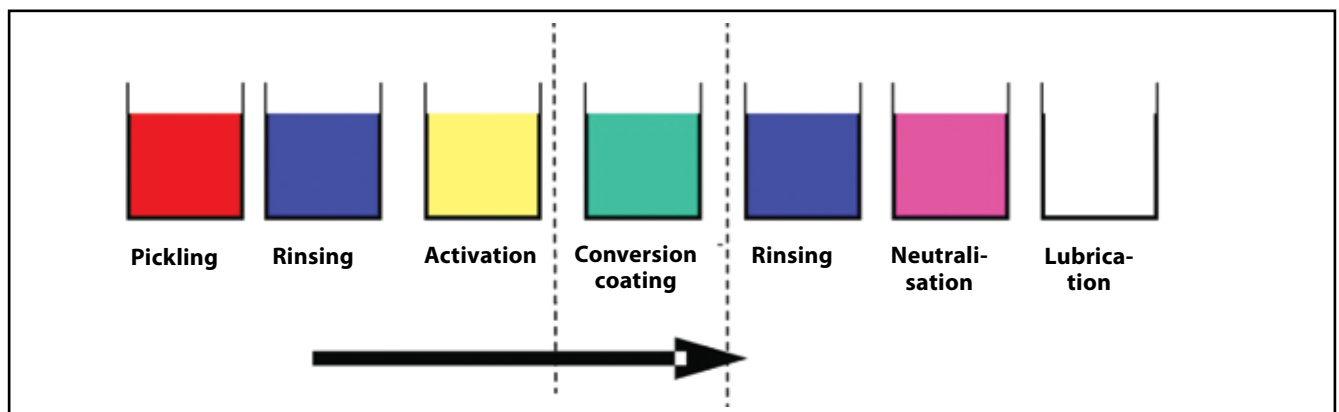 Pickling
Rinsing
Activation
Conversion
coating
Rinsing
Neutrali-
sation
Lubrica-
tion